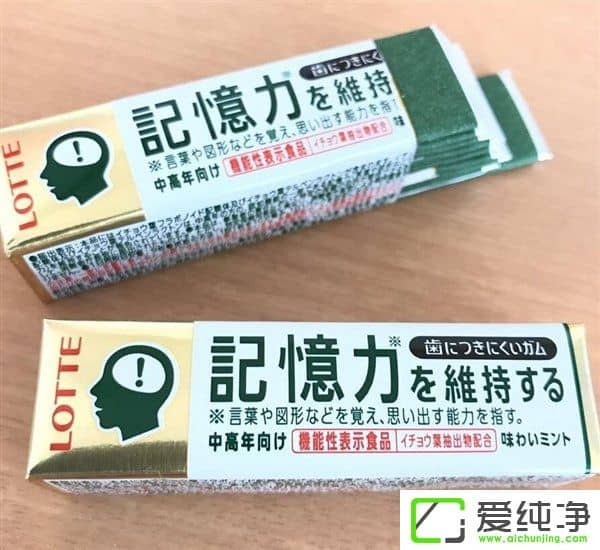 LOTTE
歯につきにく
記憶力※を維持
※言葉や図形などを覚え、思い出す能力を指す
中高年向け 機能性表示食品 イチョウ葉抽出物配合 味
LOTTE
歯につきにくいガム
記憶力※を維持する
※言葉や図形などを覚え、思い出す能力を指す。
中高年向け 機能性表示食品 イチョウ葉抽出物配合 味わいミント
爱纯净
www.aichunjing.com